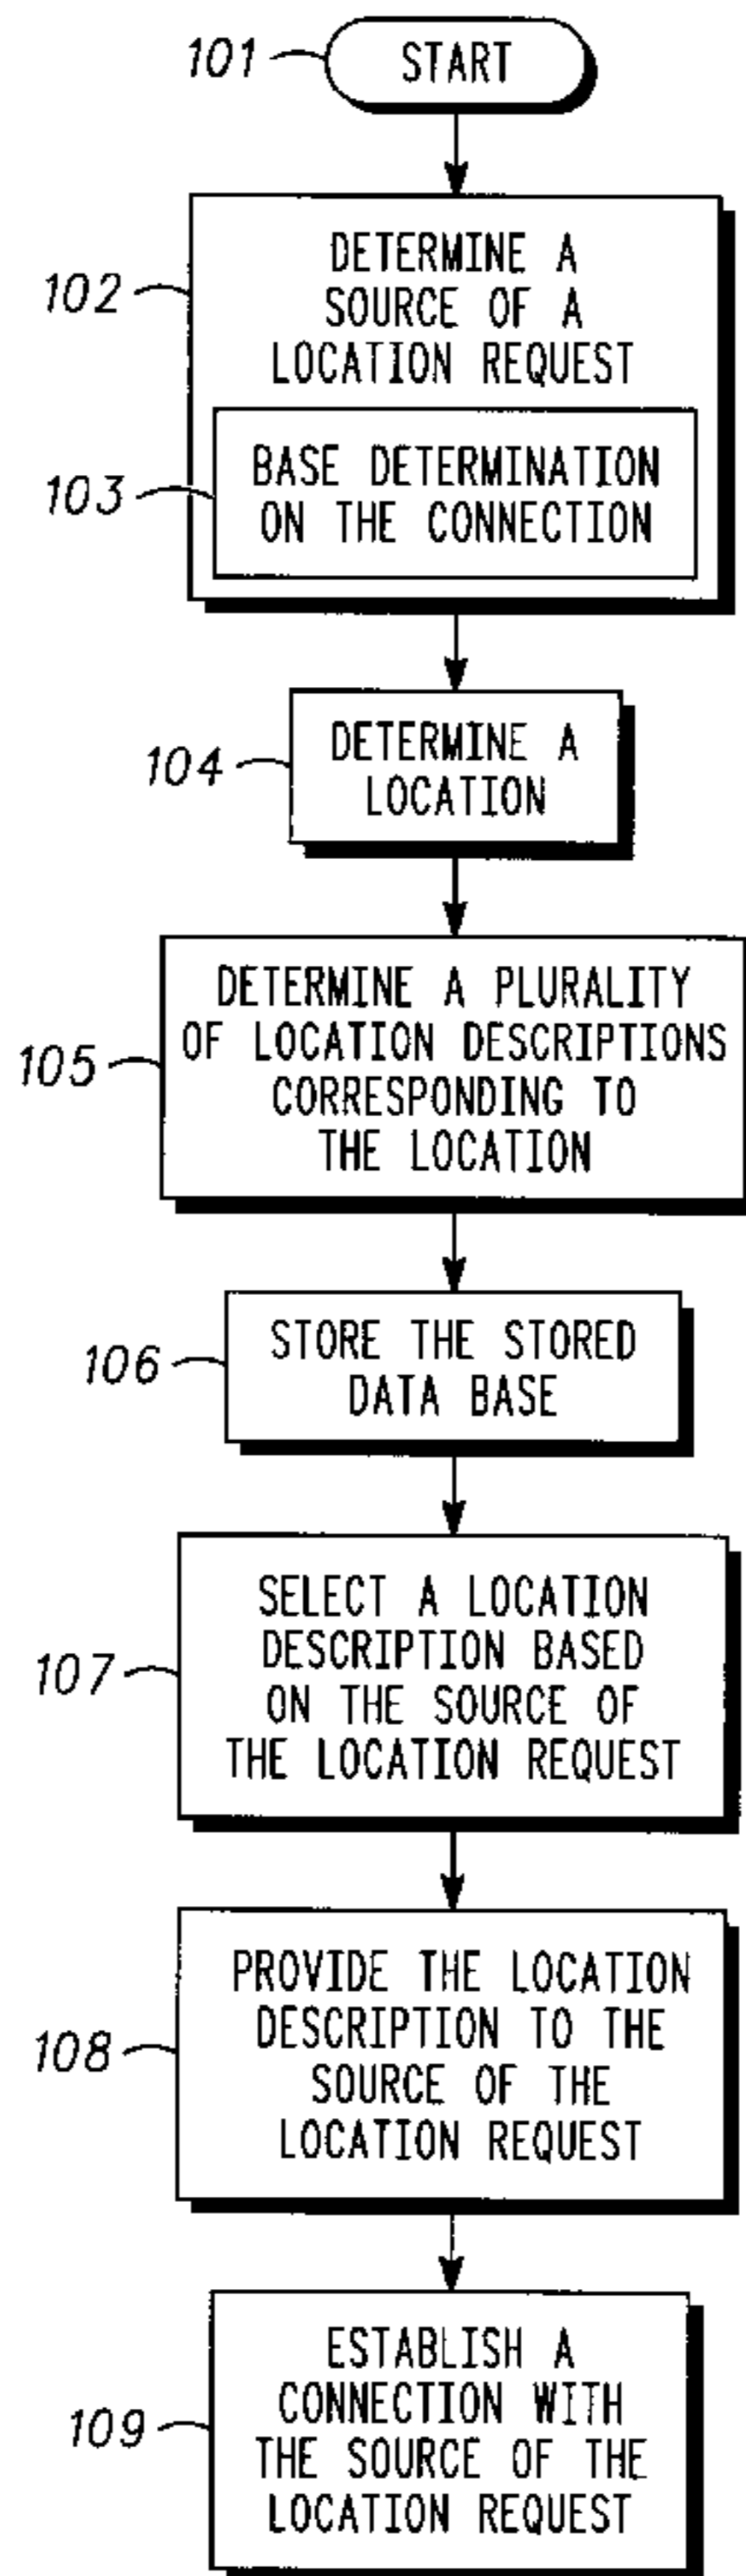 101
START
102
DETERMINE A
SOURCE OF A
LOCATION REQUEST
103
BASE DETERMINATION
ON THE CONNECTION
104
DETERMINE A
LOCATION
105
DETERMINE A PLURALITY
OF LOCATION DESCRIPTIONS
CORRESPONDING TO
THE LOCATION
106
STORE THE STORED
DATA BASE
107
SELECT A LOCATION
DESCRIPTION BASED
ON THE SOURCE OF
THE LOCATION REQUEST
108
PROVIDE THE LOCATION
DESCRIPTION TO THE
SOURCE OF THE
LOCATION REQUEST
109
ESTABLISH A
CONNECTION WITH
THE SOURCE OF THE
LOCATION REQUEST